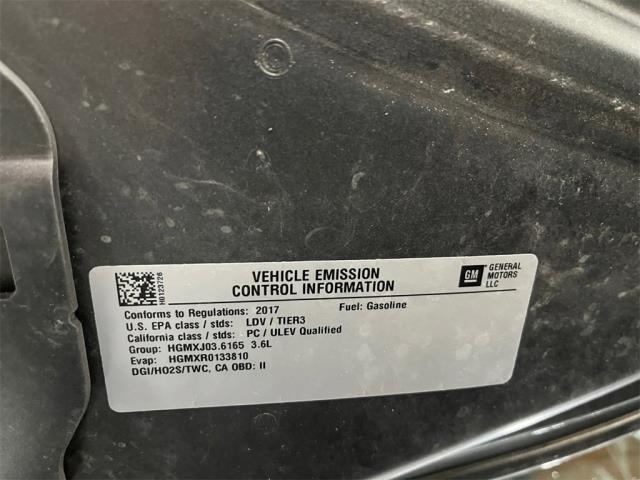 VEHICLE EMISSION
CONTROL INFORMATION
GM GENERAL
MOTORS
LLC
HD123726
Conforms to Regulations: 2017 Fuel: Gasoline
U.S. EPA class / stds: LDV / TIER3
California class / stds: PC / ULEV Qualified
Group: HGMXJ03.6165 3.6L
Evap: HGMXR0133810
DGI/HO2S/TWC, CA OBD: II